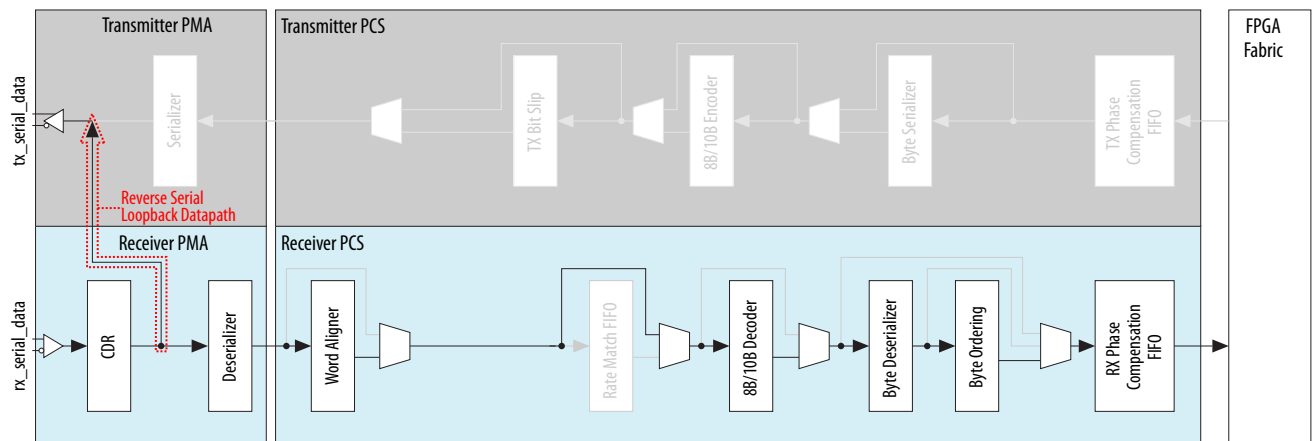 Transmitter PMA
Transmitter PCS
FPGA
Fabric
tx_serial_data
Serializer
TX Bit Slip
8B/10B Encoder
Byte Serializer
TX Phase
Compensation
FIFO
Reverse Serial
Loopback Datapath
Receiver PMA
Receiver PCS
rx_serial_data
CDR
Deserializer
Word Aligner
Rate Match FIFO
8B/10B Decoder
Byte Deserializer
Byte Ordering
RX Phase
Compensation
FIFO